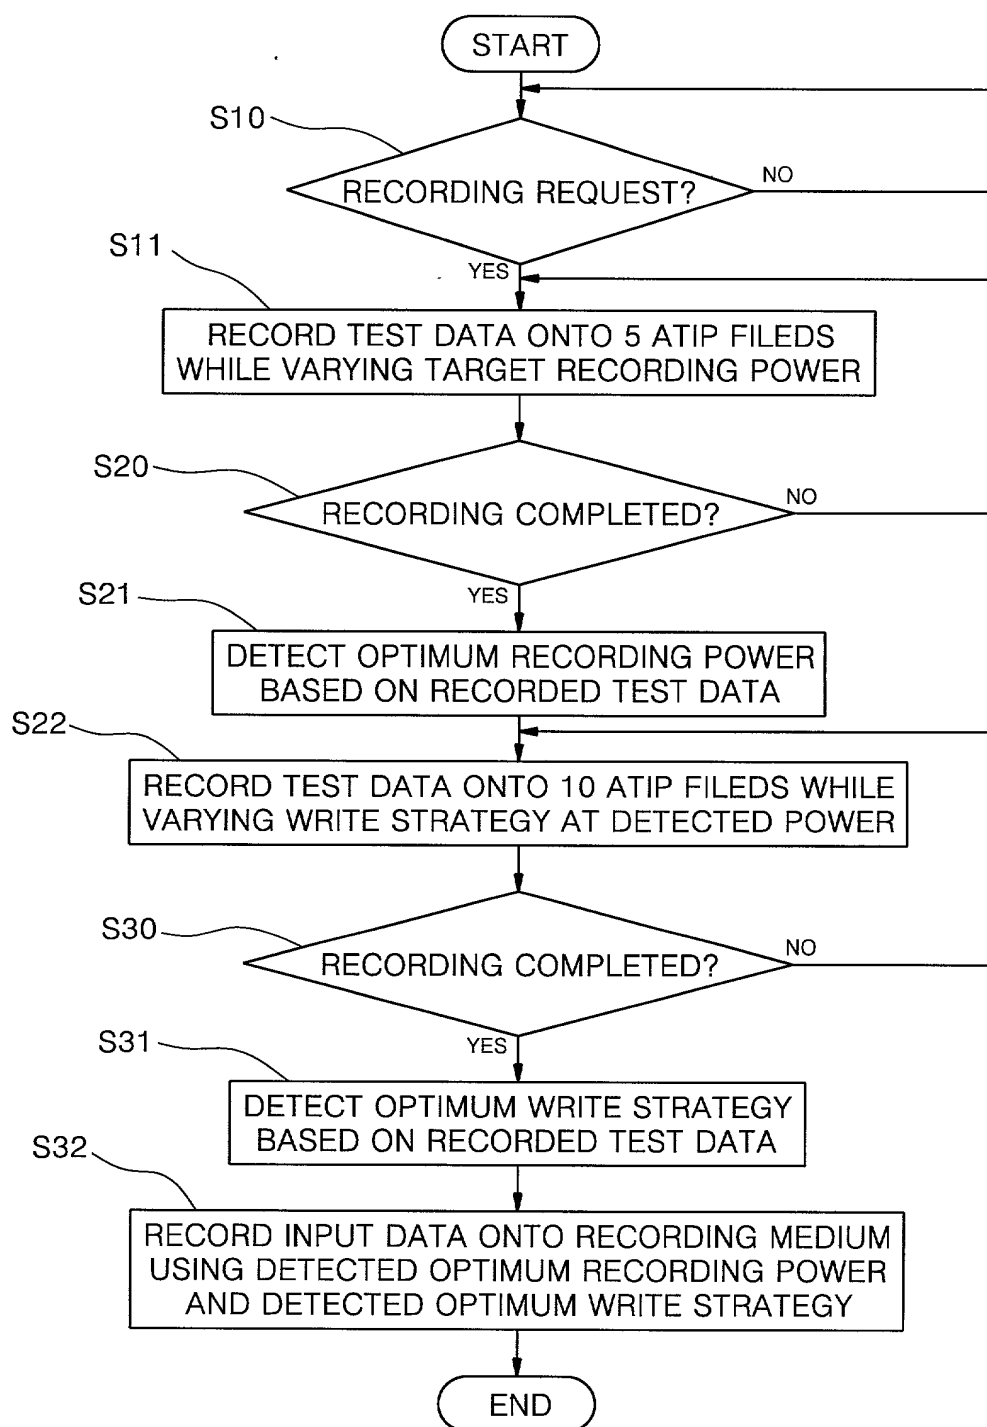 START
S10
RECORDING REQUEST?
NO
YES
S11
RECORD TEST DATA ONTO 5 ATIP FILEDS
WHILE VARYING TARGET RECORDING POWER
S20
RECORDING COMPLETED?
NO
YES
S21
DETECT OPTIMUM RECORDING POWER
BASED ON RECORDED TEST DATA
S22
RECORD TEST DATA ONTO 10 ATIP FILEDS WHILE
VARYING WRITE STRATEGY AT DETECTED POWER
S30
RECORDING COMPLETED?
NO
YES
S31
DETECT OPTIMUM WRITE STRATEGY
BASED ON RECORDED TEST DATA
S32
RECORD INPUT DATA ONTO RECORDING MEDIUM
USING DETECTED OPTIMUM RECORDING POWER
AND DETECTED OPTIMUM WRITE STRATEGY
END